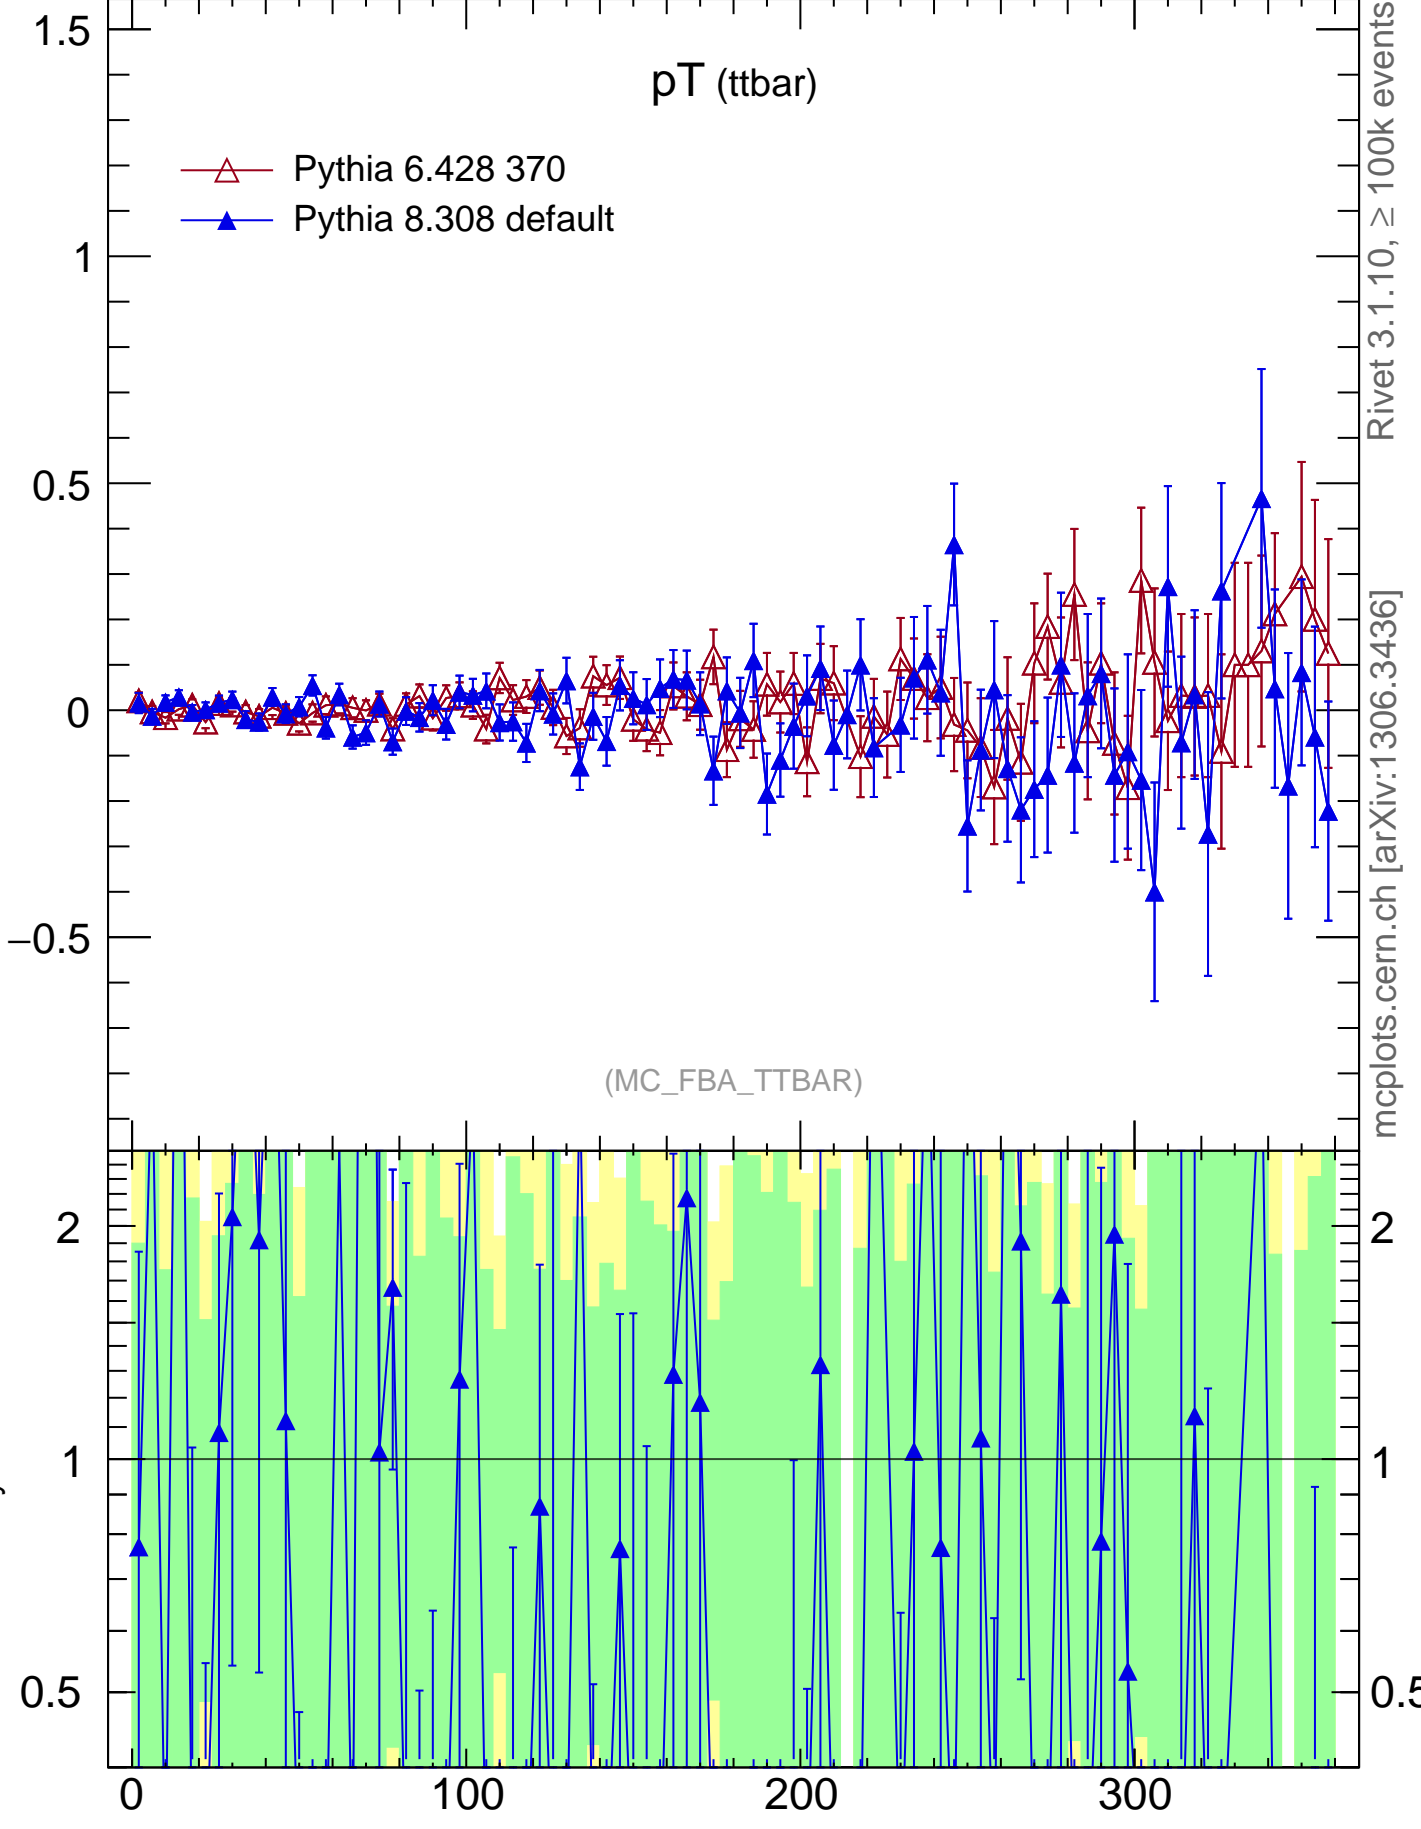 1.5
1
0.5
0
−0.5
pT (ttbar)
Pythia 6.428 370
Pythia 8.308 default
(MC_FBA_TTBAR)
Rivet 3.1.10, ≥ 100k events
mcplots.cern.ch [arXiv:1306.3436]
2
1
0.5
2
1
0.5
0
100
200
300